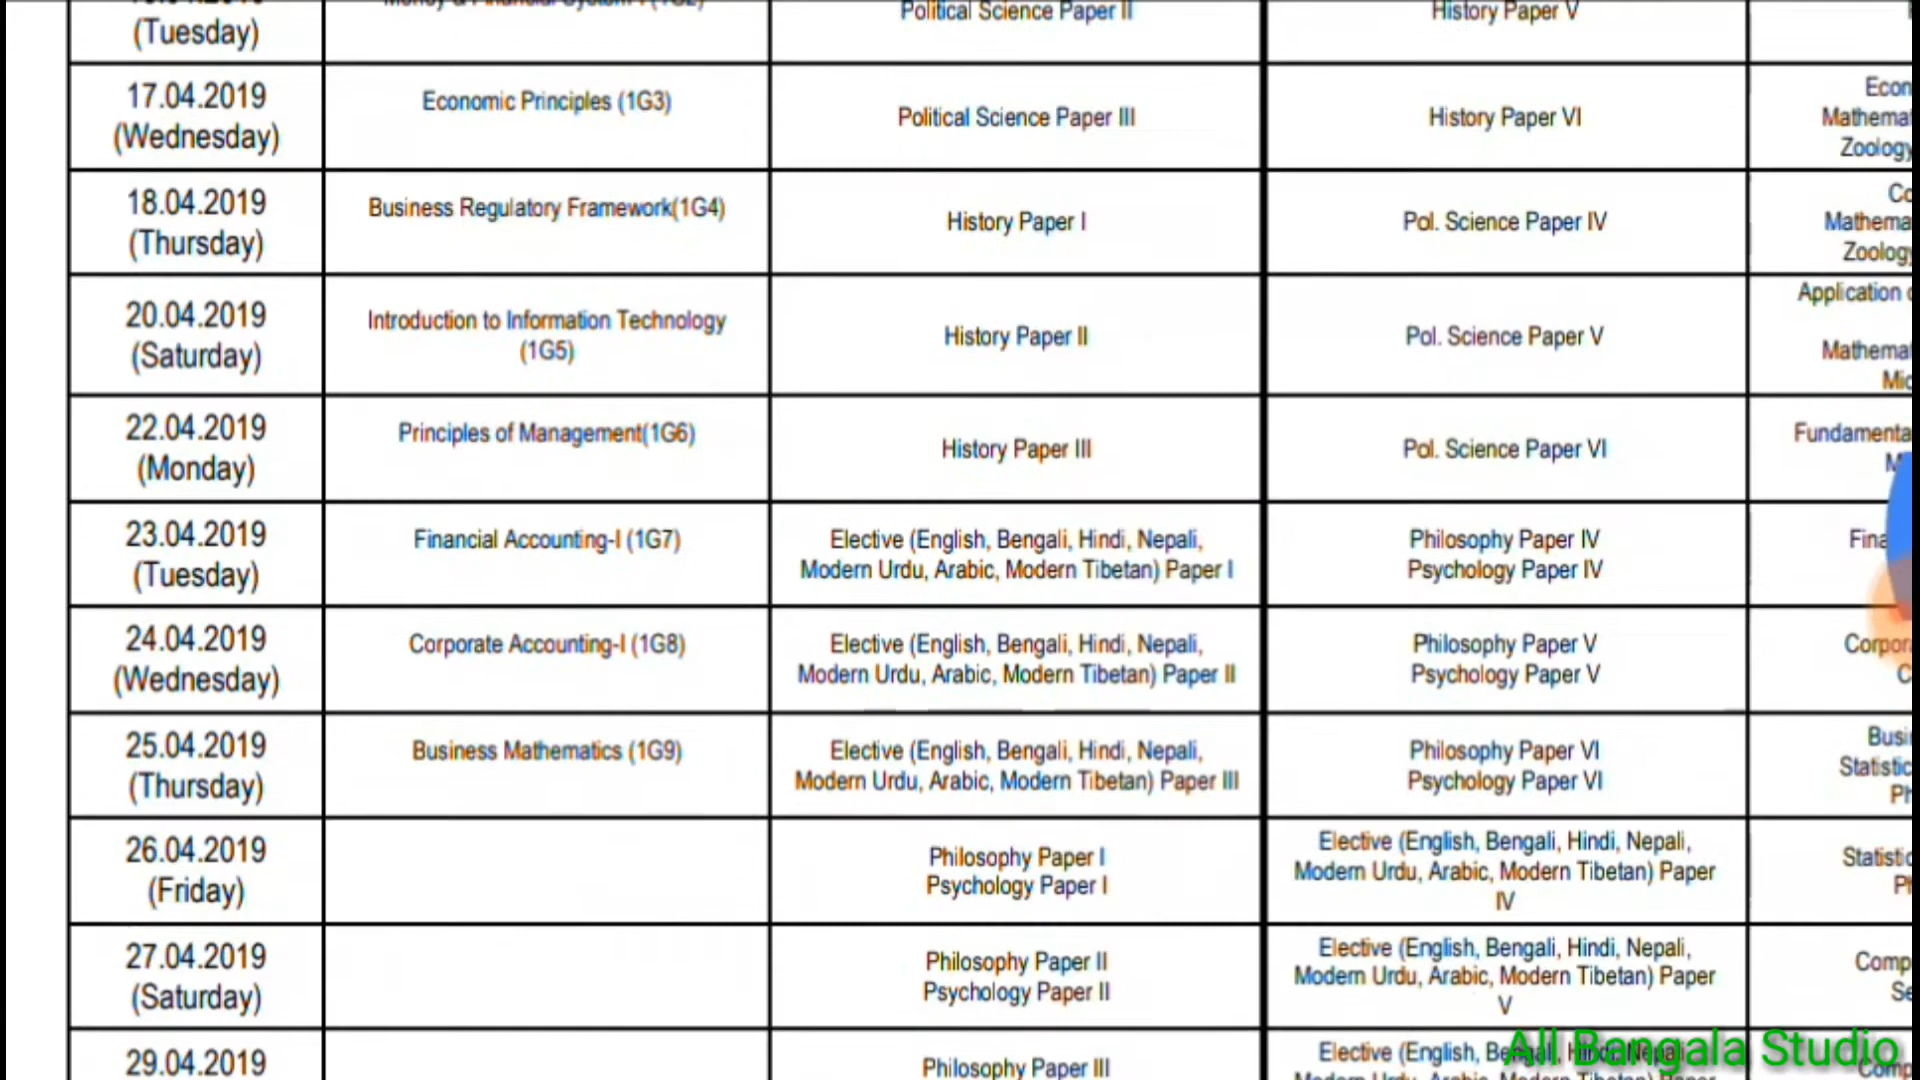 (Tuesday)
Political Science Paper II
History Paper V
17.04.2019
(Wednesday)
Economic Principles (1G3)
Political Science Paper III
History Paper VI
Econ
Mathemat
Zoology
18.04.2019
(Thursday)
Business Regulatory Framework(1G4)
History Paper I
Pol. Science Paper IV
Co
Mathema
Zoology
20.04.2019
(Saturday)
Introduction to Information Technology
(1G5)
History Paper II
Pol. Science Paper V
Application
Mathemat
Mic
22.04.2019
(Monday)
Principles of Management(1G6)
History Paper III
Pol. Science Paper VI
Fundamenta
M
23.04.2019
(Tuesday)
Financial Accounting-I (1G7)
Elective (English, Bengali, Hindi, Nepali,
Modern Urdu, Arabic, Modern Tibetan) Paper I
Philosophy Paper IV
Psychology Paper IV
Fina
24.04.2019
(Wednesday)
Corporate Accounting-I (1G8)
Elective (English, Bengali, Hindi, Nepali,
Modern Urdu, Arabic, Modern Tibetan) Paper II
Philosophy Paper V
Psychology Paper V
Corpor
C
25.04.2019
(Thursday)
Business Mathematics (1G9)
Elective (English, Bengali, Hindi, Nepali,
Modern Urdu, Arabic, Modern Tibetan) Paper III
Philosophy Paper VI
Psychology Paper VI
Busi
Statistic
Ph
26.04.2019
(Friday)
Philosophy Paper I
Psychology Paper I
Elective (English, Bengali, Hindi, Nepali,
Modern Urdu, Arabic, Modern Tibetan) Paper
IV
Statistic
Ph
27.04.2019
(Saturday)
Philosophy Paper II
Psychology Paper II
Elective (English, Bengali, Hindi, Nepali,
Modern Urdu, Arabic, Modern Tibetan) Paper
V
Comp
Se
29.04.2019
Philosophy Paper III
Elective (English, Bengali, Hindi, Nepali,
All Bangala Studio